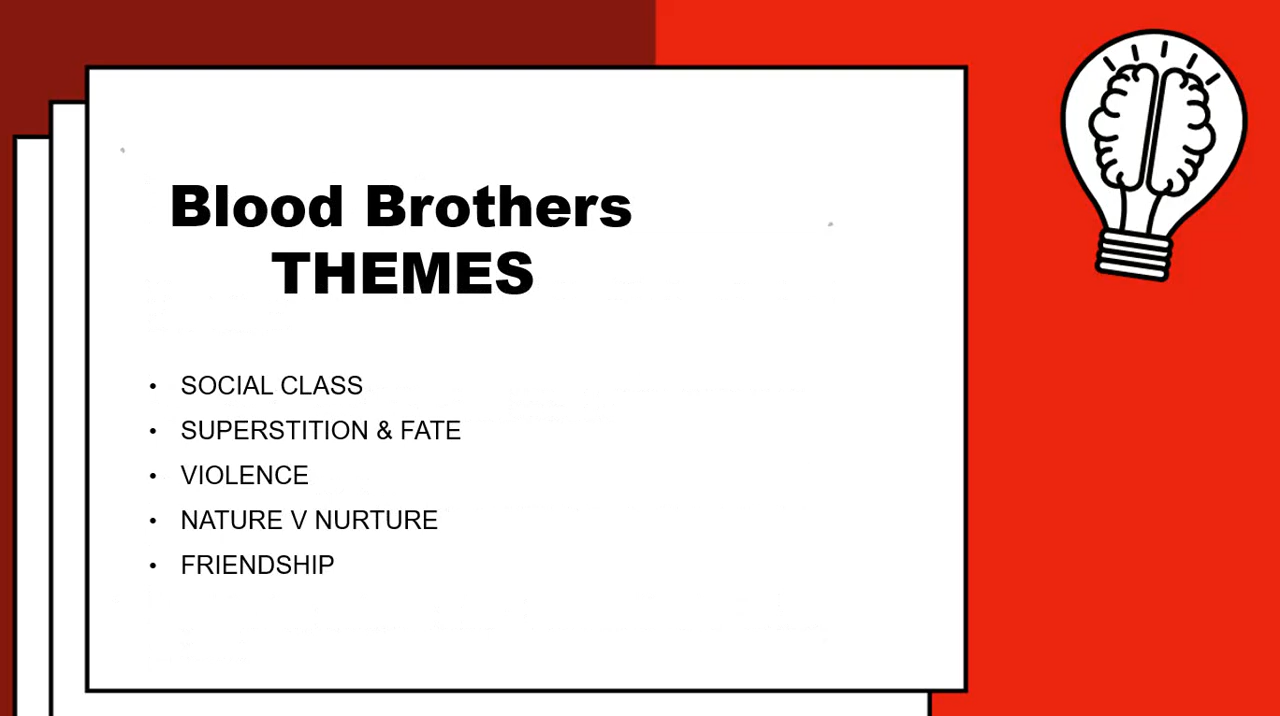 Blood Brothers
THEMES
• SOCIAL CLASS
• SUPERSTITION & FATE
• VIOLENCE
• NATURE V NURTURE
• FRIENDSHIP